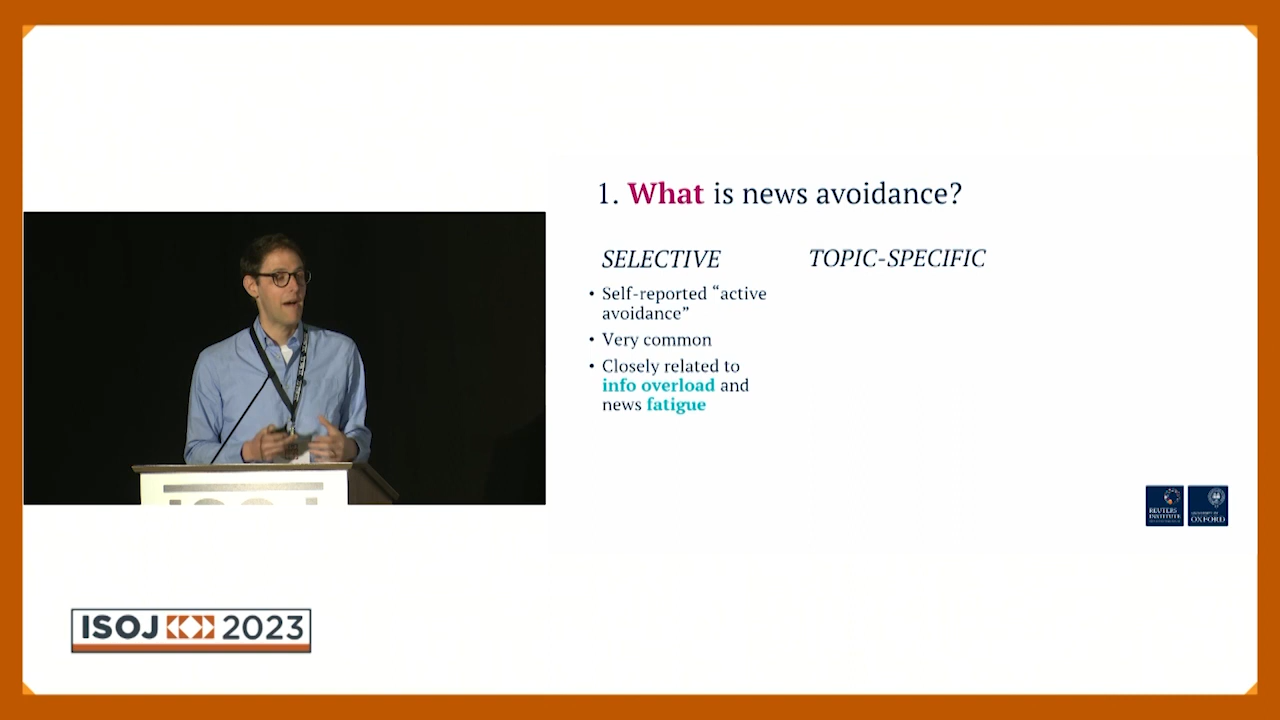 1. What is news avoidance?
SELECTIVE
• Self-reported “active
avoidance”
• Very common
• Closely related to
info overload and
news fatigue
TOPIC-SPECIFIC
REUTERS
INSTITUTE
UNIVERSITY OF
OXFORD
ISOJ 2023